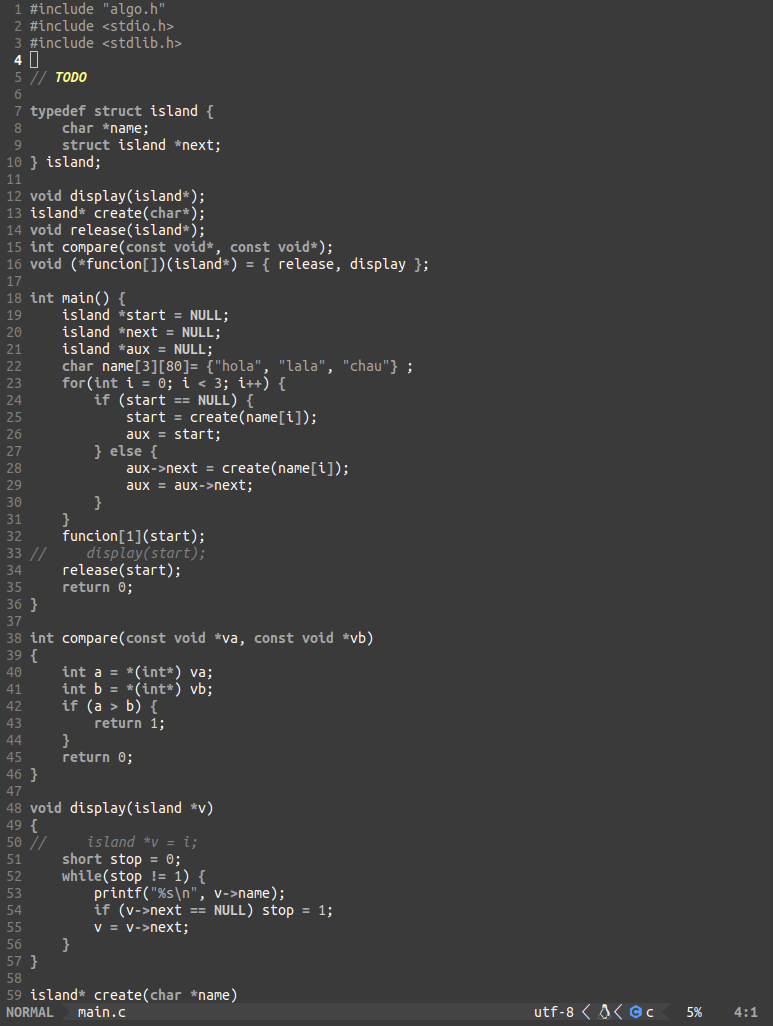 1 #include "algo.h"
2 #include <stdio.h>
3 #include <stdlib.h>
4
5 // TODO
6
7 typedef struct island {
8     char *name;
9     struct island *next;
10 } island;
11
12 void display(island*);
13 island* create(char*);
14 void release(island*);
15 int compare(const void*, const void*);
16 void (*funcion[])(island*) = { release, display };
17
18 int main() {
19     island *start = NULL;
20     island *next = NULL;
21     island *aux = NULL;
22     char name[3][80]= {"hola", "lala", "chau"} ;
23     for(int i = 0; i < 3; i++) {
24         if (start == NULL) {
25             start = create(name[i]);
26             aux = start;
27         } else {
28             aux->next = create(name[i]);
29             aux = aux->next;
30         }
31     }
32     funcion[1](start);
33 //     display(start);
34     release(start);
35     return 0;
36 }
37
38 int compare(const void *va, const void *vb)
39 {
40     int a = *(int*) va;
41     int b = *(int*) vb;
42     if (a > b) {
43         return 1;
44     }
45     return 0;
46 }
47
48 void display(island *v)
49 {
50 //     island *v = i;
51     short stop = 0;
52     while(stop != 1) {
53         printf("%s\n", v->name);
54         if (v->next == NULL) stop = 1;
55         v = v->next;
56     }
57 }
58
59 island* create(char *name)
NORMAL main.c utf-8 c 5% 4:1